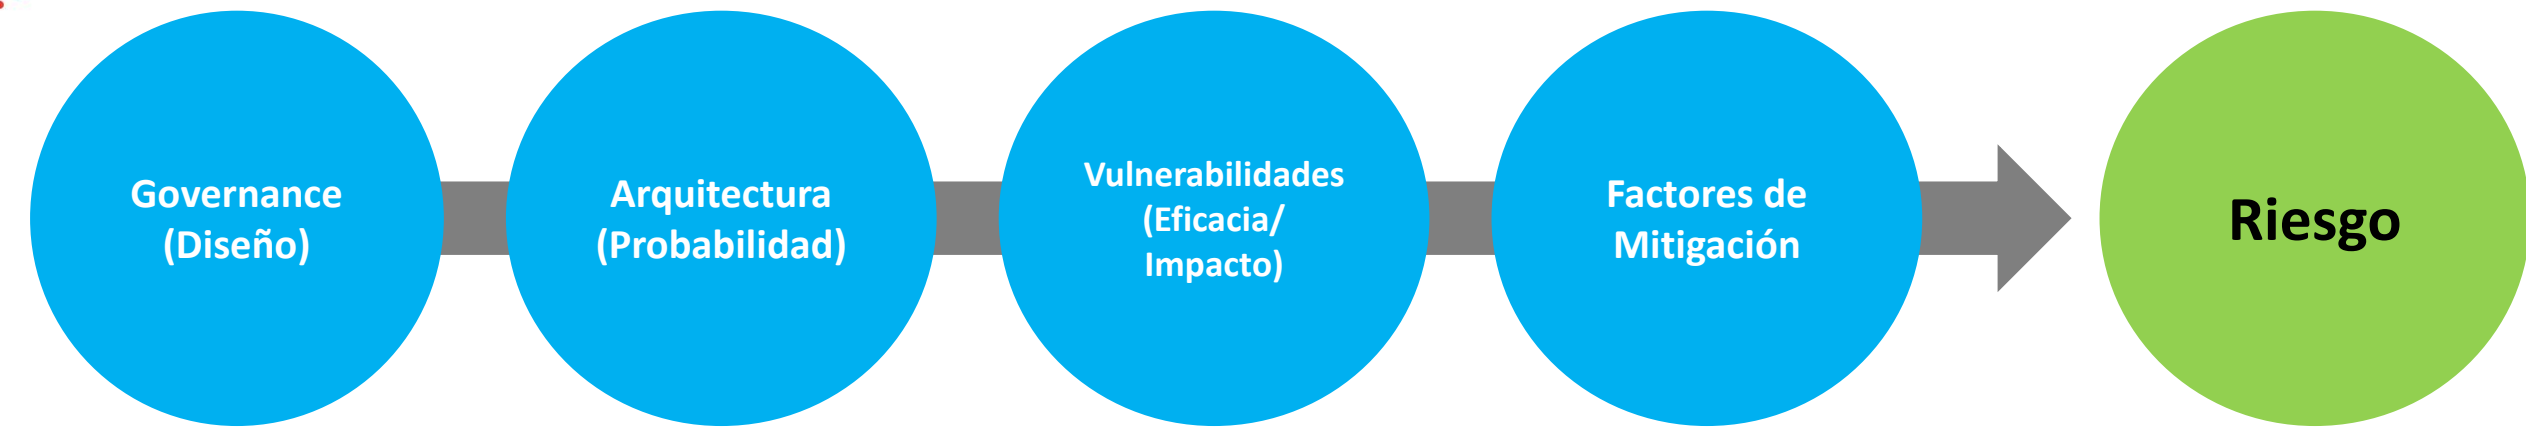 Governance
(Diseño)
Arquitectura
(Probabilidad)
Vulnerabilidades
(Eficacia/
Impacto)
Factores de
Mitigación
Riesgo